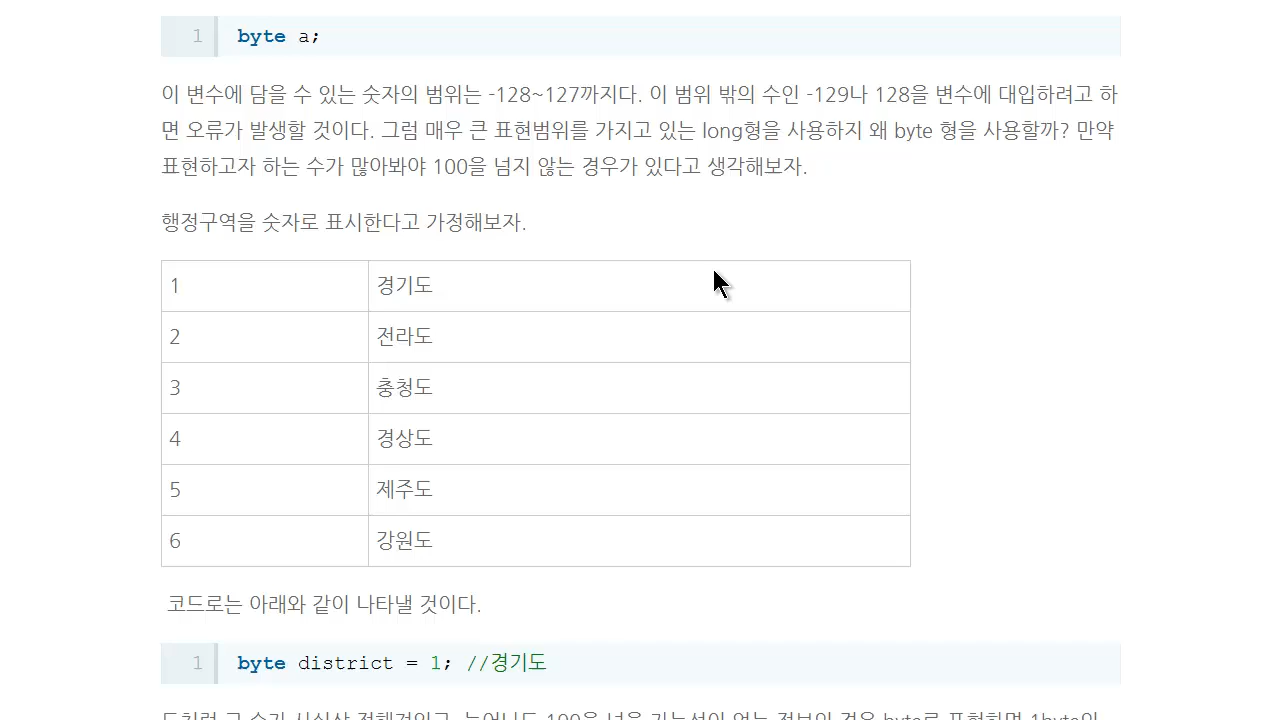 1 byte a;
이 변수에 담을 수 있는 숫자의 범위는 -128~127까지다. 이 범위 밖의 수인 -129나 128을 변수에 대입하려고 하
면 오류가 발생할 것이다. 그럼 매우 큰 표현범위를 가지고 있는 long형을 사용하지 왜 byte 형을 사용할까? 만약
표현하고자 하는 수가 많아봐야 100을 넘지 않는 경우가 있다고 생각해보자.
행정구역을 숫자로 표시한다고 가정해보자.
1 경기도
2 전라도
3 충청도
4 경상도
5 제주도
6 강원도
코드로는 아래와 같이 나타낼 것이다.
1 byte district = 1; //경기도